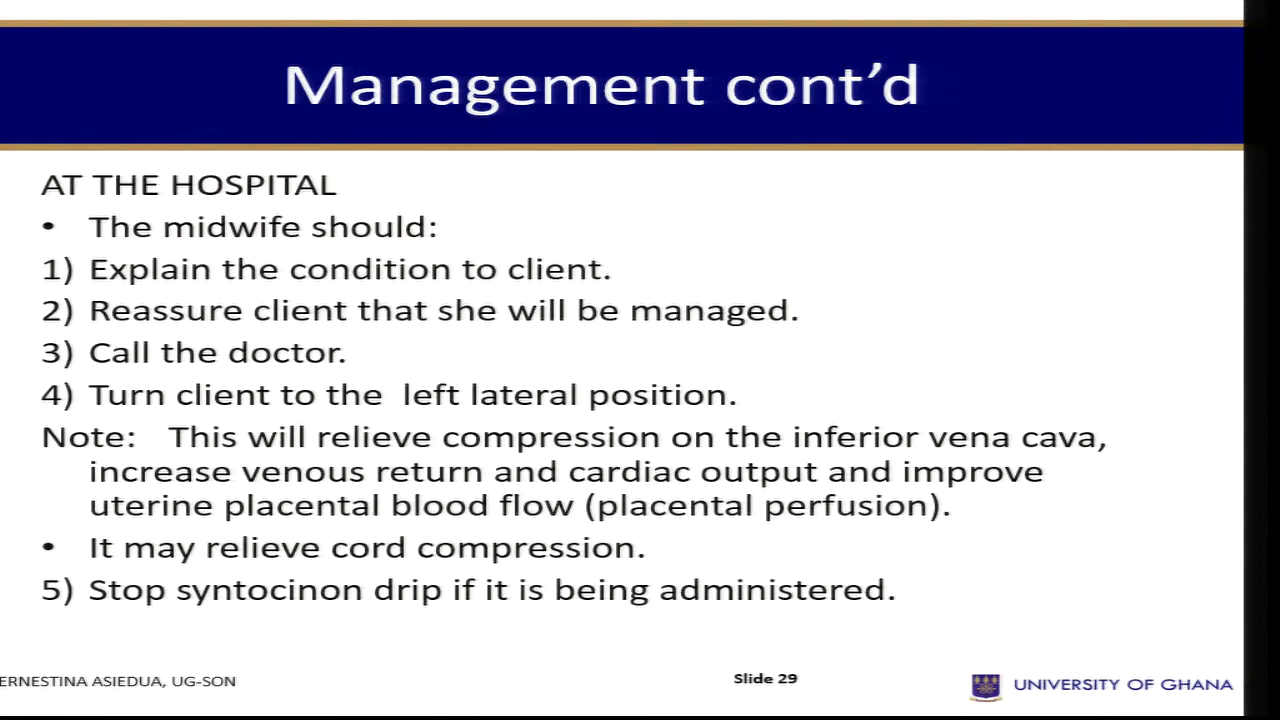 Management cont’d
AT THE HOSPITAL
• The midwife should:
1) Explain the condition to client.
2) Reassure client that she will be managed.
3) Call the doctor.
4) Turn client to the left lateral position.
Note: This will relieve compression on the inferior vena cava,
increase venous return and cardiac output and improve
uterine placental blood flow (placental perfusion).
• It may relieve cord compression.
5) Stop syntocinon drip if it is being administered.
ERNESTINA ASIEDUA, UG-SON
Slide 29
UNIVERSITY OF GHANA